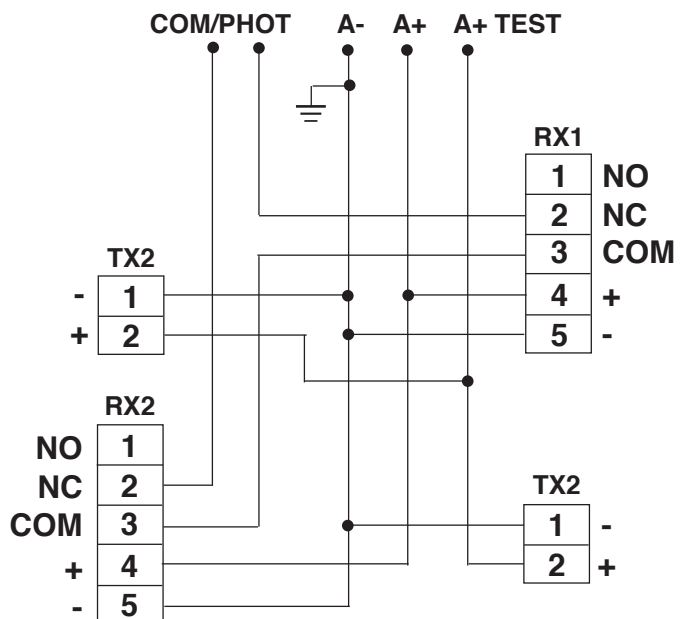 COM/PHOT A- A+ A+ TEST
RX1
1 NO
2 NC
3 COM
4 +
5 -
TX2
- 1
+ 2
RX2
NO 1
NC 2
COM 3
+ 4
- 5
TX2
1 -
2 +